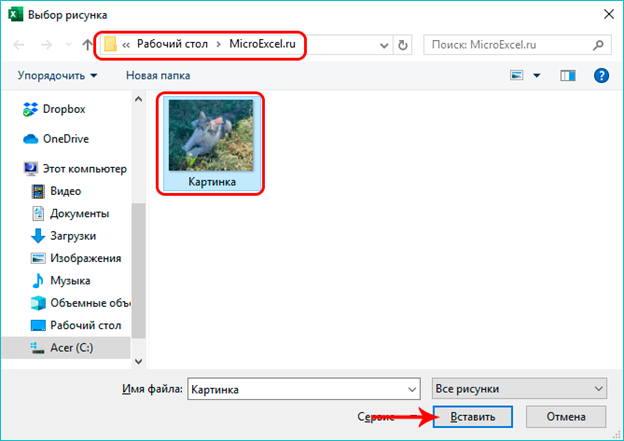 Выбор рисунка
« Рабочий стол > MicroExcel.ru
Поиск: MicroExcel.ru
Упорядочить
Новая папка
Dropbox
OneDrive
Этот компьютер
Видео
Документы
Загрузки
Изображения
Музыка
Объемные объ
Рабочий стол
Acer (C:)
Картинка
Имя файла: Картинка
Все рисунки
Сервис
Вставить
Отмена